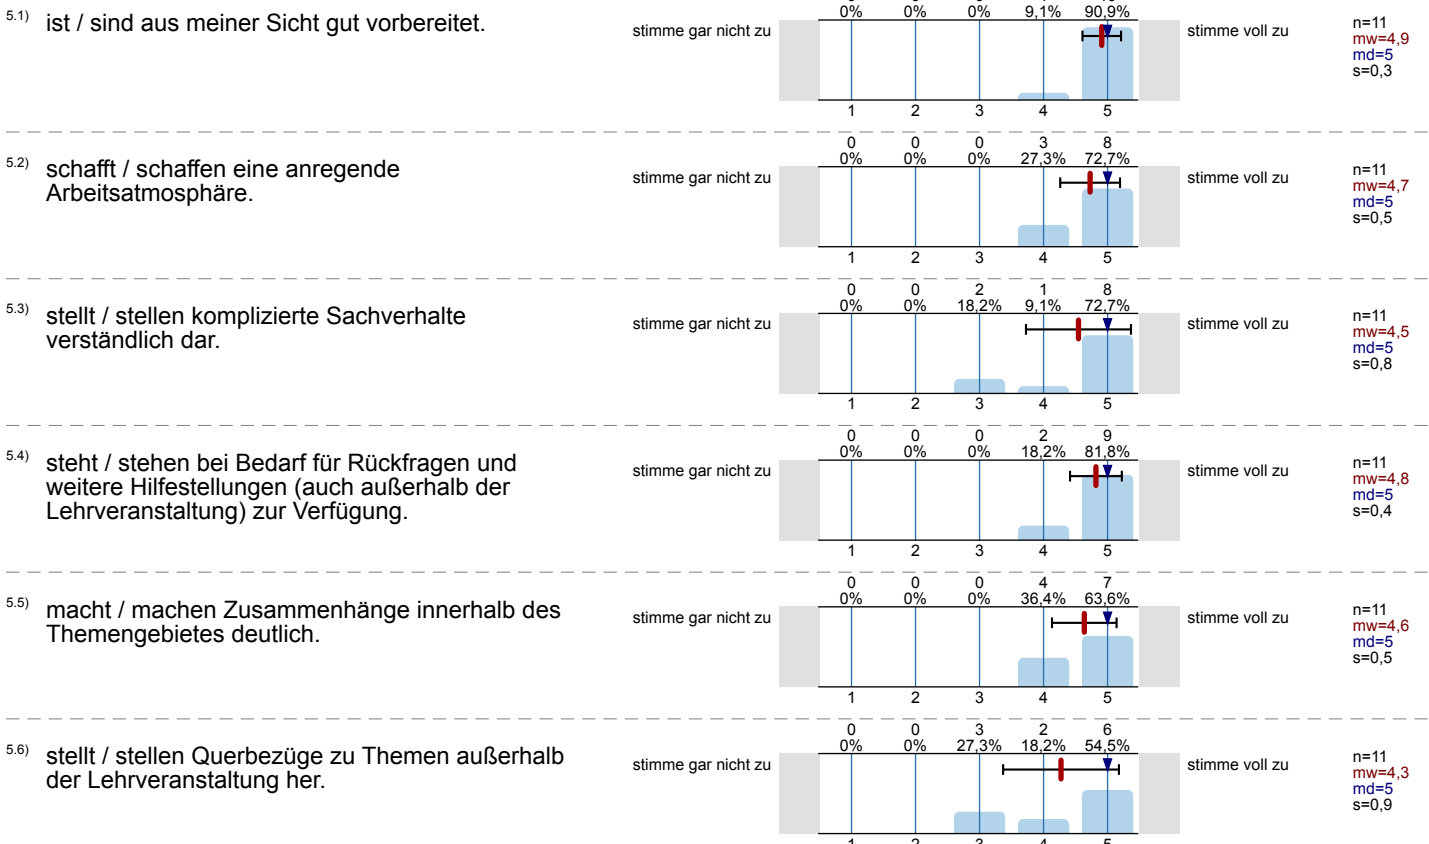 5.1) ist / sind aus meiner Sicht gut vorbereitet.
stimme gar nicht zu
0% 0% 0% 9,1% 90,9%
1 2 3 4 5
stimme voll zu
n=11
mw=4,9
md=5
s=0,3
5.2) schafft / schaffen eine anregende
Arbeitsatmosphäre.
stimme gar nicht zu
0 0 0 3 8
0% 0% 0% 27,3% 72,7%
1 2 3 4 5
stimme voll zu
n=11
mw=4,7
md=5
s=0,5
5.3) stellt / stellen komplizierte Sachverhalte
verständlich dar.
stimme gar nicht zu
0 0 2 1 8
0% 0% 18,2% 9,1% 72,7%
1 2 3 4 5
stimme voll zu
n=11
mw=4,5
md=5
s=0,8
5.4) steht / stehen bei Bedarf für Rückfragen und
weitere Hilfestellungen (auch außerhalb der
Lehrveranstaltung) zur Verfügung.
stimme gar nicht zu
0 0 0 2 9
0% 0% 0% 18,2% 81,8%
1 2 3 4 5
stimme voll zu
n=11
mw=4,8
md=5
s=0,4
5.5) macht / machen Zusammenhänge innerhalb des
Themengebietes deutlich.
stimme gar nicht zu
0 0 0 4 7
0% 0% 0% 36,4% 63,6%
1 2 3 4 5
stimme voll zu
n=11
mw=4,6
md=5
s=0,5
5.6) stellt / stellen Querbezüge zu Themen außerhalb
der Lehrveranstaltung her.
stimme gar nicht zu
0 0 3 2 6
0% 0% 27,3% 18,2% 54,5%
1 2 3 4 5
stimme voll zu
n=11
mw=4,3
md=5
s=0,9